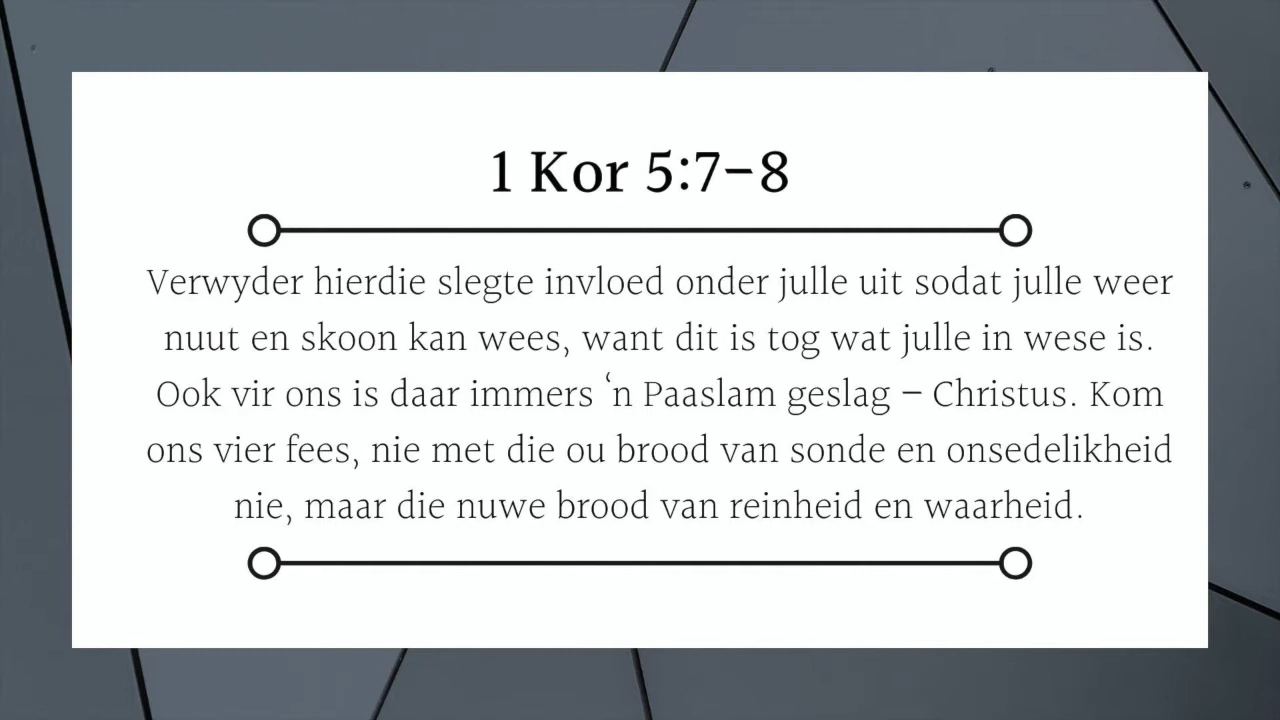 1 Kor 5:7–8
Verwyder hierdie slegte invloed onder julle uit sodat julle weer
nuut en skoon kan wees, want dit is tog wat julle in wese is.
Ook vir ons is daar immers ‘n Paaslam geslag – Christus. Kom
ons vier fees, nie met die ou brood van sonde en onsedelikheid
nie, maar die nuwe brood van reinheid en waarheid.